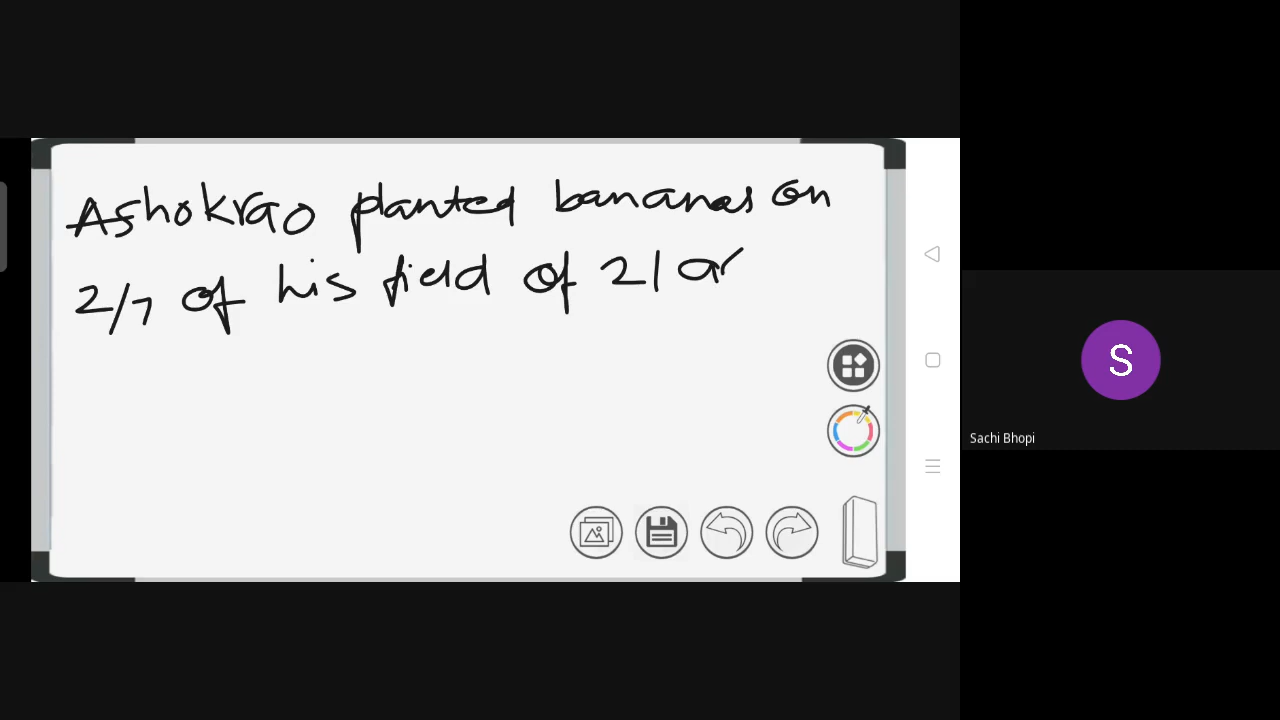 Ashokrao planted bananas on
2/7 of his field of 21 ar
S
Sachi Bhopi